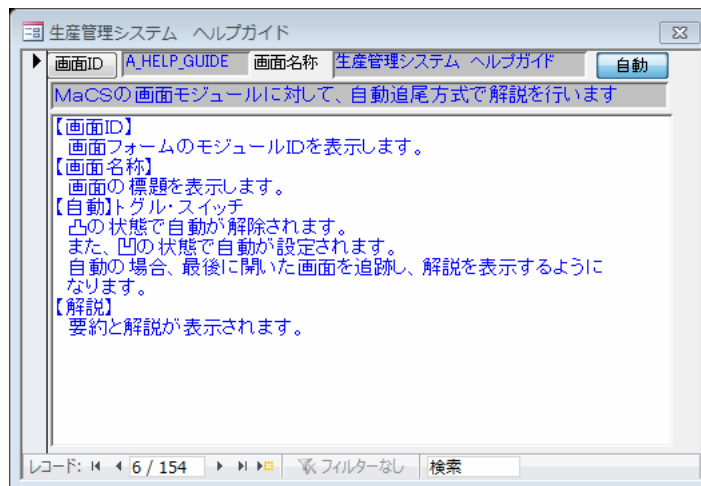 生産管理システム ヘルプガイド
画面ID A_HELP_GUIDE 画面名称 生産管理システム ヘルプガイド 自動
MaCSの画面モジュールに対して、自動追尾方式で解説を行います
【画面ID】
画面フォームのモジュールIDを表示します。
【画面名称】
画面の標題を表示します。
【自動】トグル・スイッチ
凸の状態で自動が解除されます。
また、凹の状態で自動が設定されます。
自動の場合、最後に開いた画面を追跡し、解説を表示するように
なります。
【解説】
要約と解説が表示されます。
レコード: 6 / 154 フィルターなし 検索